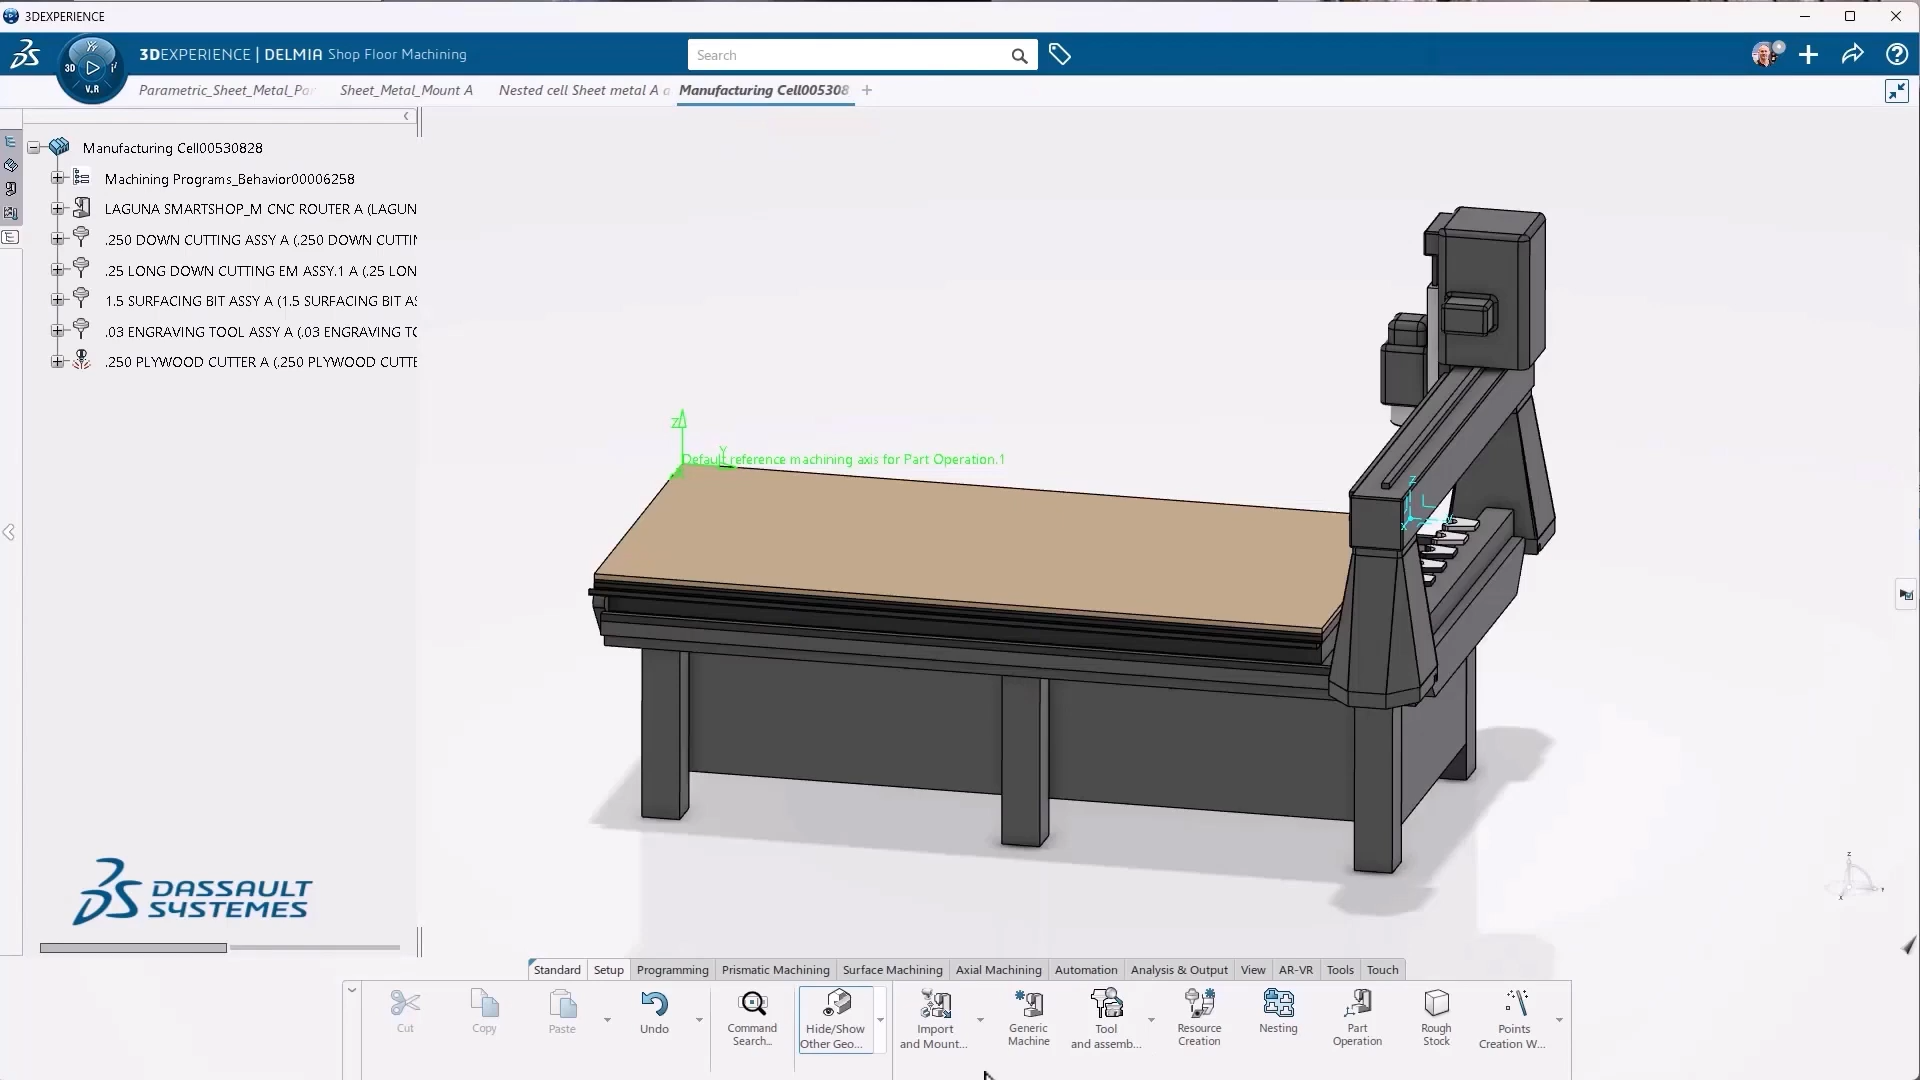 3DEXPERIENCE
3DEXPERIENCE | DELMIA Shop Floor Machining
Search
3D
V.R
Parametric_Sheet_Metal_Pa
Sheet_Metal_Mount A
Nested cell Sheet metal A a
Manufacturing Cell005308
Manufacturing Cell00530828
Machining Programs_Behavior00006258
LAGUNA SMARTSHOP_M CNC ROUTER A (LAGUN
.250 DOWN CUTTING ASSY A (.250 DOWN CUTTIN
.25 LONG DOWN CUTTING EM ASSY.1 A (.25 LON
1.5 SURFACING BIT ASSY A (1.5 SURFACING BIT AS
.03 ENGRAVING TOOL ASSY A (.03 ENGRAVING TO
.250 PLYWOOD CUTTER A (.250 PLYWOOD CUTTE
Z
Y
Default reference machining axis for Part Operation.1
Z
X
DASSAULT
SYSTEMES
Standard
Setup
Programming
Prismatic Machining
Surface Machining
Axial Machining
Automation
Analysis & Output
View
AR-VR
Tools
Touch
Cut
Copy
Paste
Undo
Command
Search...
Hide/Show
Other Geo...
Import
and Mount...
Generic
Machine
Tool
and assemb...
Resource
Creation
Nesting
Part
Operation
Rough
Stock
Points
Creation W...